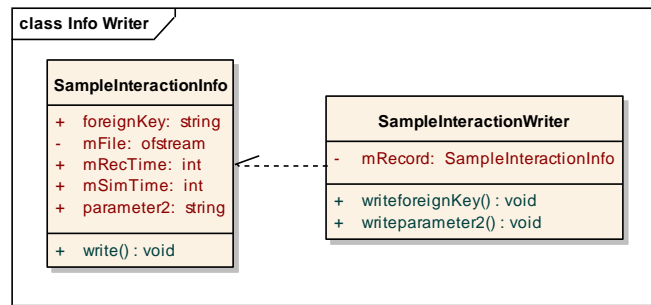 class Info Writer
SampleInteractionInfo
+ foreignKey: string
- mFile: ofstream
+ mRecTime: int
+ mSimTime: int
+ parameter2: string
+ write() : void
SampleInteractionWriter
- mRecord: SampleInteractionInfo
+ writeforeignKey() : void
+ writeparameter2() : void